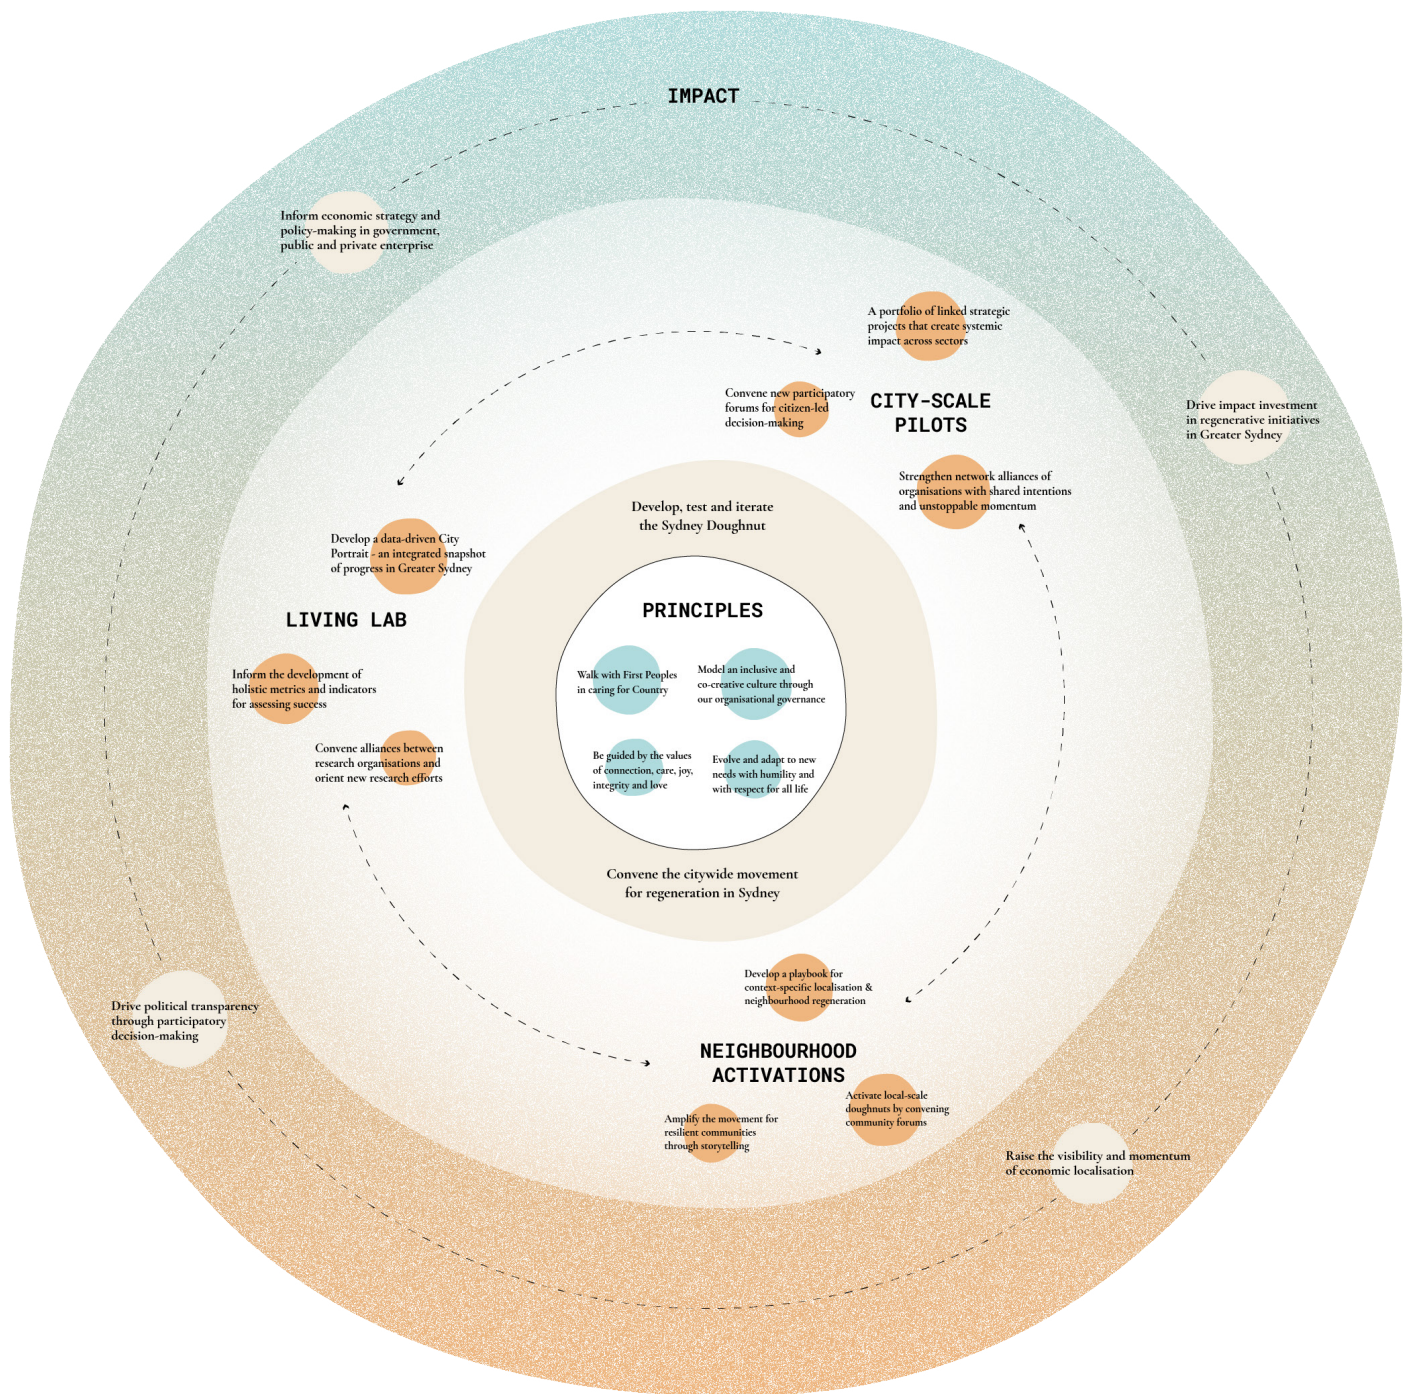 IMPACT
Inform economic strategy and
policy-making in government,
public and private enterprise
A portfolio of linked strategic
projects that create systemic
impact across sectors
Convene new participatory
forums for citizen-led
decision-making
CITY-SCALE
PILOTS
Drive impact investment
in regenerative initiatives
in Greater Sydney
Strengthen network alliances of
organisations with shared intentions
and unstoppable momentum
Develop, test and iterate
the Sydney Doughnut
Develop a data-driven City
Portrait - an integrated snapshot
of progress in Greater Sydney
LIVING LAB
Inform the development of
holistic metrics and indicators
for assessing success
Convene alliances between
research organisations and
orient new research efforts
PRINCIPLES
Walk with First Peoples
in caring for Country
Model an inclusive and
co-creative culture through
our organisational governance
Be guided by the values
of connection, care, joy,
integrity and love
Evolve and adapt to new
needs with humility and
with respect for all life
Convene the citywide movement
for regeneration in Sydney
Develop a playbook for
context-specific localisation &
neighbourhood regeneration
NEIGHBOURHOOD
ACTIVATIONS
Amplify the movement for
resilient communities
through storytelling
Activate local-scale
doughnuts by convening
community forums
Drive political transparency
through participatory
decision-making
Raise the visibility and momentum
of economic localisation